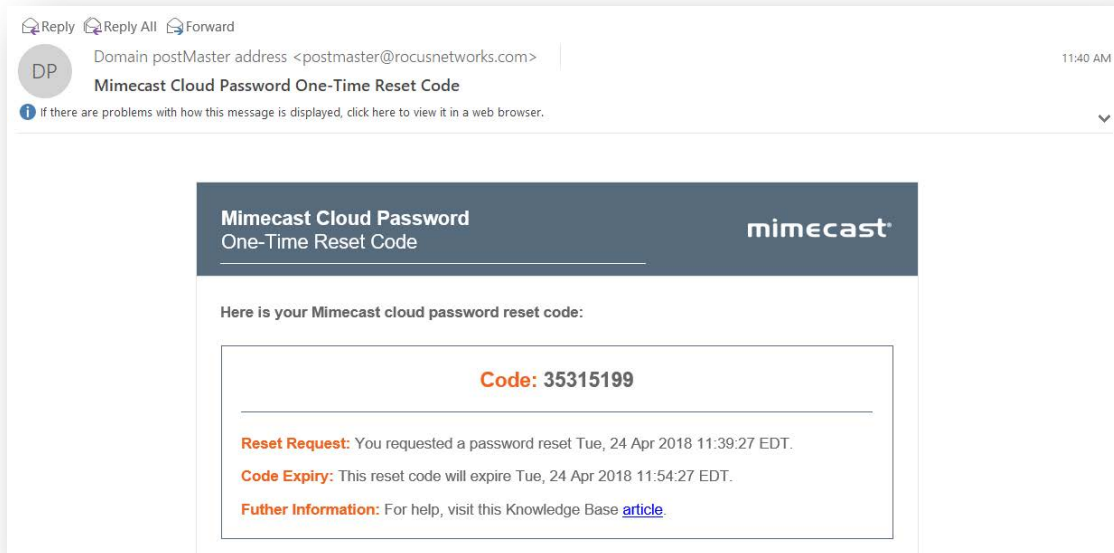 Reply Reply All Forward
DP
Domain postMaster address <postmaster@rocusnetworks.com>
11:40 AM
Mimecast Cloud Password One-Time Reset Code
If there are problems with how this message is displayed, click here to view it in a web browser.
Mimecast Cloud Password
One-Time Reset Code
mimecast
Here is your Mimecast cloud password reset code:
Code: 35315199
Reset Request: You requested a password reset Tue, 24 Apr 2018 11:39:27 EDT.
Code Expiry: This reset code will expire Tue, 24 Apr 2018 11:54:27 EDT.
Futher Information: For help, visit this Knowledge Base article.